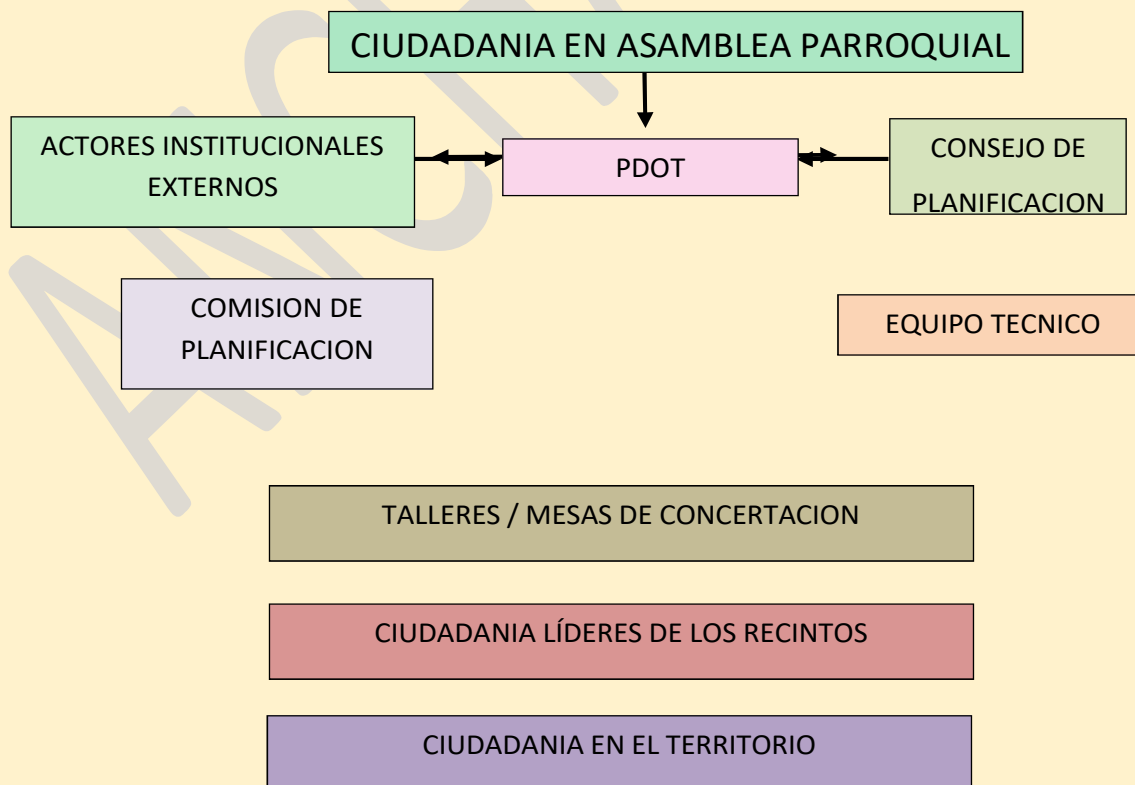 CIUDADANIA EN ASAMBLEA PARROQUIAL
ACTORES INSTITUCIONALES
EXTERNOS
PDOT
CONSEJO DE
PLANIFICACION
COMISION DE
PLANIFICACION
EQUIPO TECNICO
TALLERES / MESAS DE CONCERTACION
CIUDADANIA LÍDERES DE LOS RECINTOS
CIUDADANIA EN EL TERRITORIO